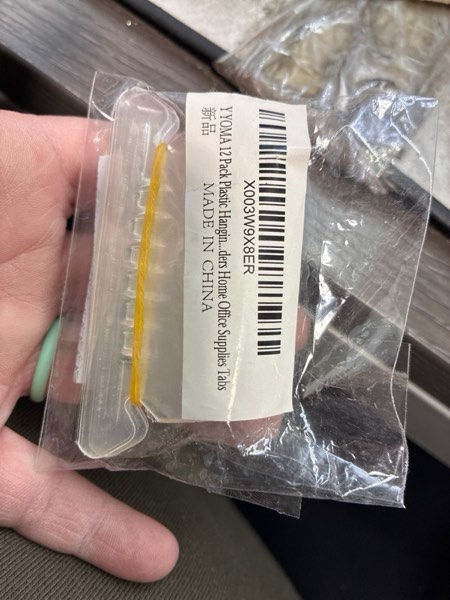 X003W9X8ER
YYOMA 12 Pack Plastic Hangin...ders Home Office Supplies Tabs
新品
MADE IN CHINA